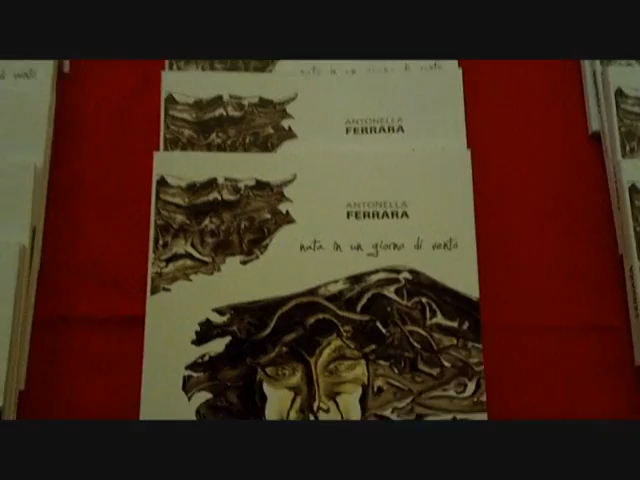 nata in un giorno di vento
ANTONELLA
FERRARA
ANTONELLA
FERRARA
nata in un giorno di vento